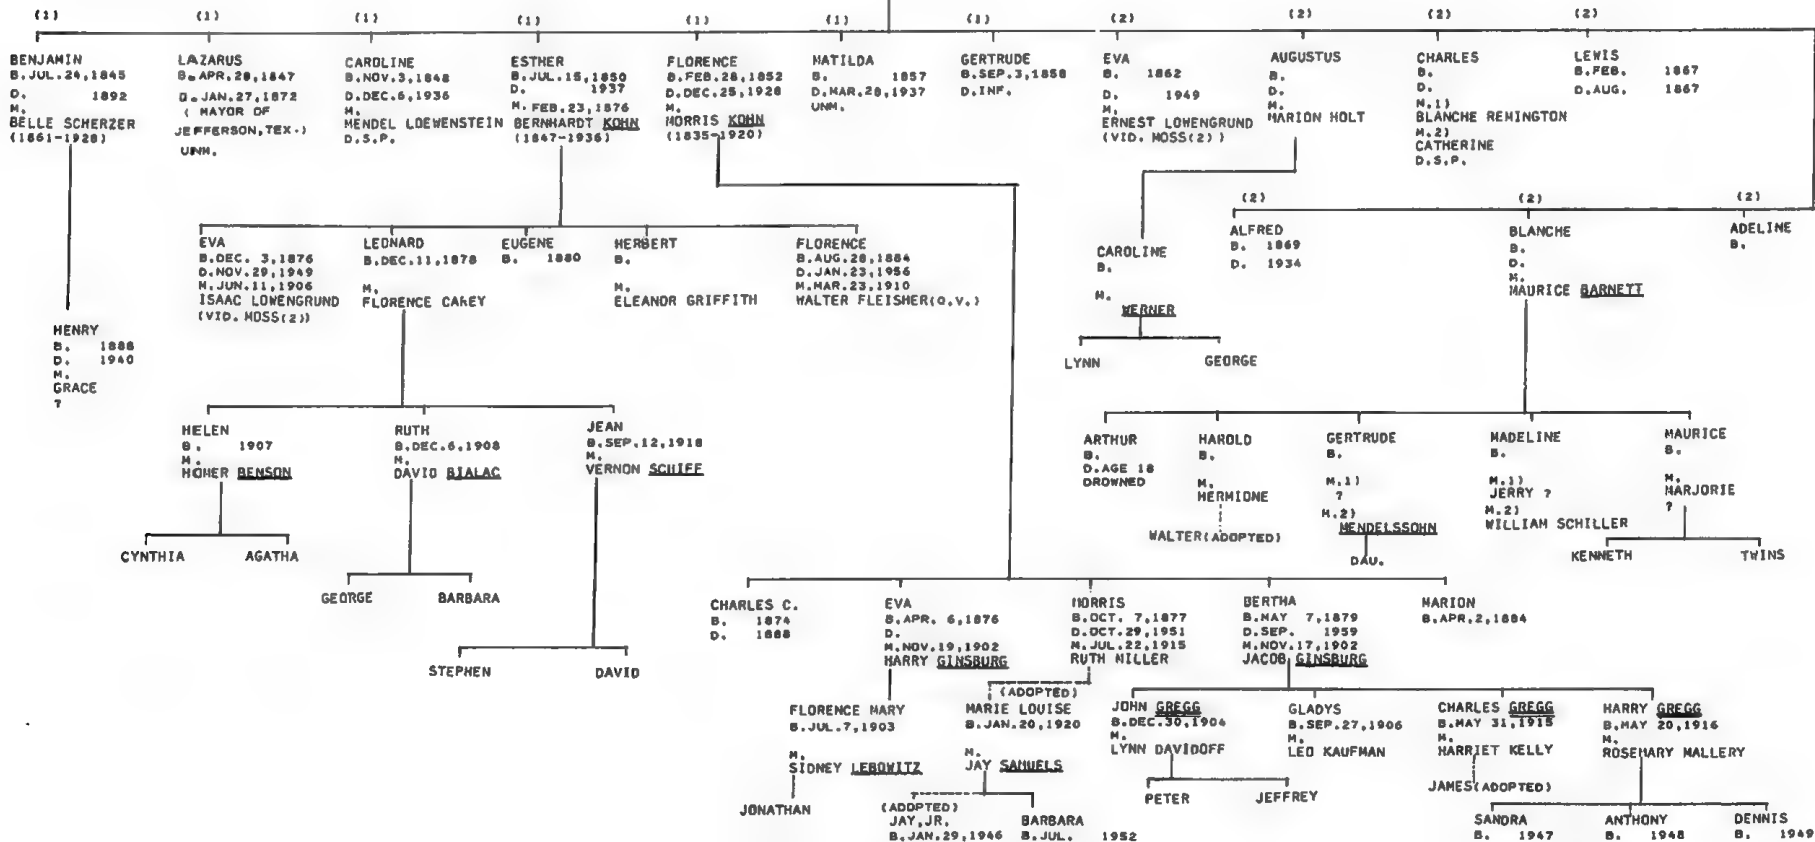 (1) (1) (1) (1) (1) (1) (1) (2) (2) (2) (2)
BENJAMIN
B.JUL.24,1845
D. 1892
M.
BELLE SCHERZER
(1861-1928)
LAZARUS
B.APR.28,1847
D.JAN.27,1872
( MAYOR OF
JEFFERSON,TEX.)
UNM.
CAROLINE
B.NOV.3,1848
D.DEC.6,1936
M.
MENDEL LOEWENSTEIN
D.S.P.
ESTHER
B.JUL.15,1850
D. 1937
M.FEB.23,1876
BERNHARDT KOHN
(1847-1936)
FLORENCE
B.FEB.28,1852
D.DEC.25,1928
M.
MORRIS KOHN
(1835-1920)
MATILDA
B. 1857
D.MAR.28,1937
UNM.
GERTRUDE
B.SEP.3,1858
D.INF.
EVA
B. 1862
D. 1949
M.
ERNEST LOWENGRUND
(VID. MOSS(2))
AUGUSTUS
B.
D.
M.
MARION HOLT
CHARLES
B.
D.
M.1)
BLANCHE REMINGTON
M.2)
CATHERINE
D.S.P.
LEWIS
B.FEB. 1867
D.AUG. 1867
(2) (2) (2)
ALFRED
B. 1869
D. 1934
BLANCHE
B.
D.
M.
MAURICE BARNETT
ADELINE
B.
EVA
B.DEC. 3,1876
D.NOV.29,1949
M.JUN.11,1906
ISAAC LOWENGRUND
(VID. MOSS(2))
LEONARD
B.DEC.11,1878
M.
FLORENCE CAREY
EUGENE
B. 1880
HERBERT
B.
M.
ELEANOR GRIFFITH
FLORENCE
B.AUG.28,1884
D.JAN.23,1956
M.MAR.23,1910
WALTER FLEISHER(Q.V.)
CAROLINE
B.
M.
WERNER
LYNN GEORGE
HENRY
B. 1888
D. 1940
M.
GRACE
?
HELEN
B. 1907
M.
HOMER BENSON
RUTH
B.DEC.6,1908
M.
DAVID BIALAC
JEAN
B.SEP.12,1918
M.
VERNON SCHIFF
CYNTHIA AGATHA
GEORGE BARBARA
STEPHEN DAVID
ARTHUR
B.
D.AGE 18
DROWNED
HAROLD
B.
M.
HERMIONE
WALTER(ADOPTED)
GERTRUDE
B.
M.1)
?
M.2)
MENDELSSOHN
DAU.
MADELINE
B.
M.1)
JERRY ?
M.2)
WILLIAM SCHILLER
MAURICE
B.
M.
MARJORIE
?
KENNETH TWINS
CHARLES C.
B. 1874
D. 1888
EVA
B.APR. 6,1876
D.
M.NOV.19,1902
HARRY GINSBURG
MORRIS
B.OCT. 7,1877
D.OCT.29,1951
M.JUL.22,1915
RUTH MILLER
BERTHA
B.MAY 7,1879
D.SEP. 1959
M.NOV.17,1902
JACOB GINSBURG
MARION
B.APR.2,1884
FLORENCE MARY
B.JUL.7,1903
M.
SIDNEY LEBOWITZ
JONATHAN
(ADOPTED)
MARIE LOUISE
B.JAN.20,1920
M.
JAY SAMUELS
(ADOPTED)
JAY,JR.
B.JAN.29,1946
BARBARA
B.JUL. 1952
JOHN GREGG
B.DEC.30,1904
M.
LYNN DAVIDOFF
PETER JEFFREY
GLADYS
B.SEP.27,1906
M.
LEO KAUFMAN
CHARLES GREGG
B.MAY 31,1915
M.
HARRIET KELLY
JAMES(ADOPTED)
HARRY GREGG
B.MAY 20,1916
M.
ROSEMARY MALLERY
SANDRA
B. 1947
ANTHONY
B. 1948
DENNIS
B. 1949